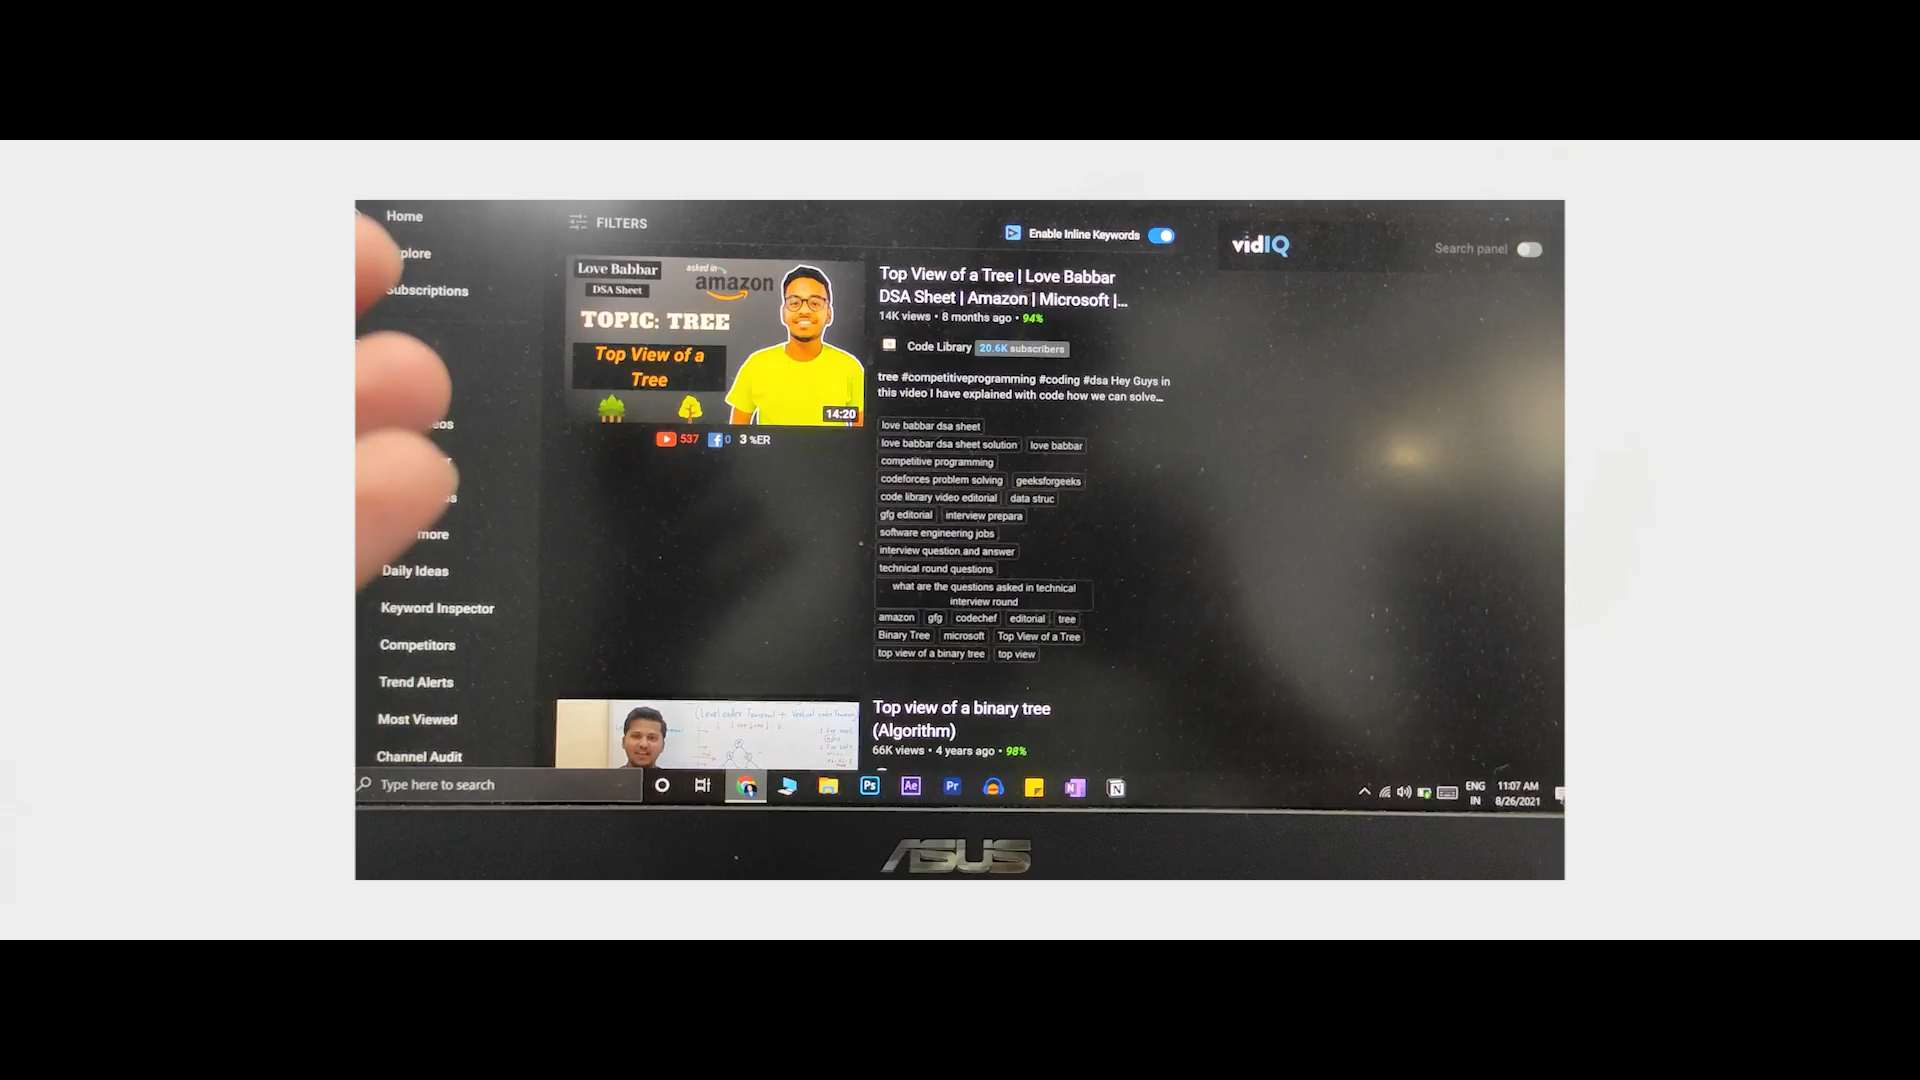 Home
FILTERS
Enable Inline Keywords
vidIQ
Search panel
plore
Subscriptions
Love Babbar
DSA Sheet
asked in
amazon
TOPIC: TREE
Top View of a
Tree
14:20
537
0
3 %ER
Top View of a Tree | Love Babbar
DSA Sheet | Amazon | Microsoft |...
14K views • 8 months ago • 94%
Code Library 20.6K subscribers
tree #competitiveprogramming #coding #dsa Hey Guys in
this video I have explained with code how we can solve...
love babbar dsa sheet
love babbar dsa sheet solution love babbar
competitive programming
codeforces problem solving geeksforgeeks
code library video editorial data struc
gfg editorial interview prepara
software engineering jobs
interview question and answer
technical round questions
what are the questions asked in technical
interview round
amazon gfg codechef editorial tree
Binary Tree microsoft Top View of a Tree
top view of a binary tree top view
eos
more
Daily Ideas
Keyword Inspector
Competitors
Trend Alerts
Most Viewed
Channel Audit
Top view of a binary tree
(Algorithm)
66K views • 4 years ago • 98%
Type here to search
Ps
Ae
Pr
N
N
ENG
IN
11:07 AM
8/26/2021
ASUS